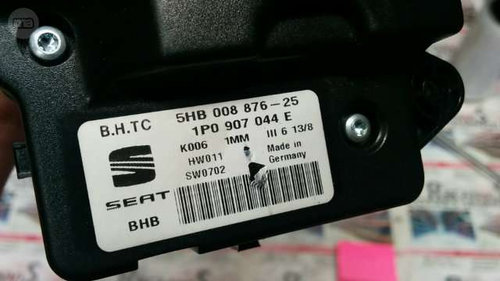 B.H.TC
5HB 008 876-25
1P0 907 044 E
K006 1MM III 6 13/8
HW011 Made in
SW0702 Germany
SEAT
BHB